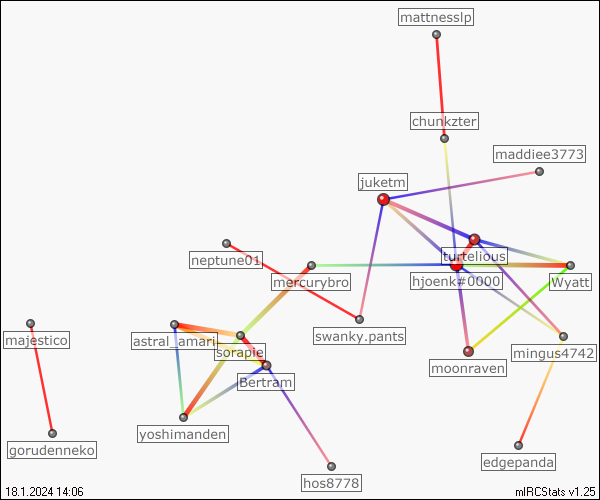 mattnesslp
chunkzter
maddiee3773
juketm
turtelious
neptune01
mercurybro
hjoenk#0000
Wyatt
majestico
astral_amari
swanky.pants
sorapie
mingus4742
moonraven
Bertram
yoshimanden
gorudenneko
edgepanda
hos8778
18.1.2024 14:06
mIRCStats v1.25